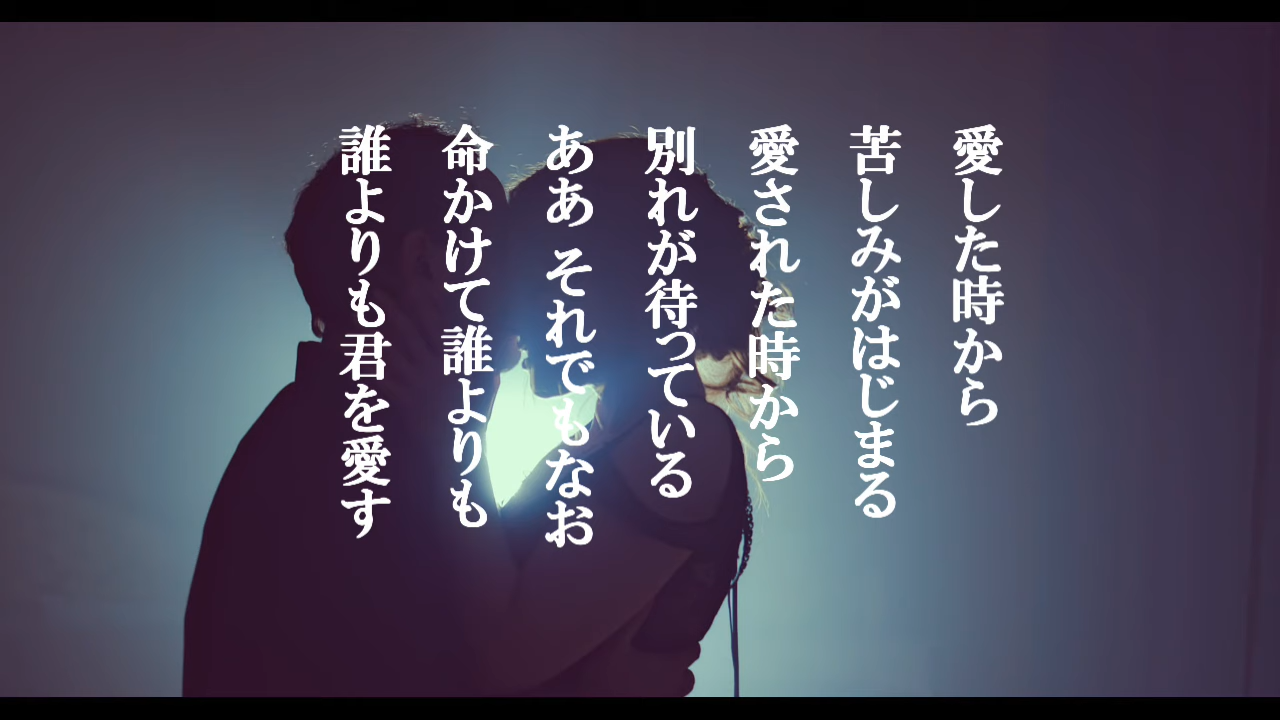 愛した時から
苦しみがはじまる
愛された時から
別れが待っている
ああ それでもなお
命かけて誰よりも
誰よりも君を愛す